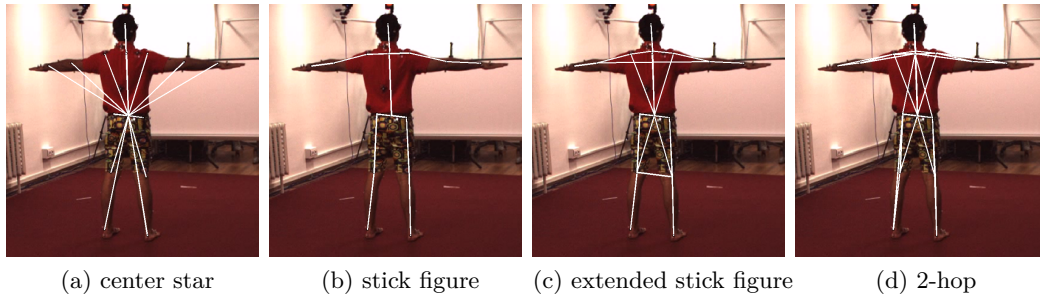 (a) center star
(b) stick figure
(c) extended stick figure
(d) 2-hop